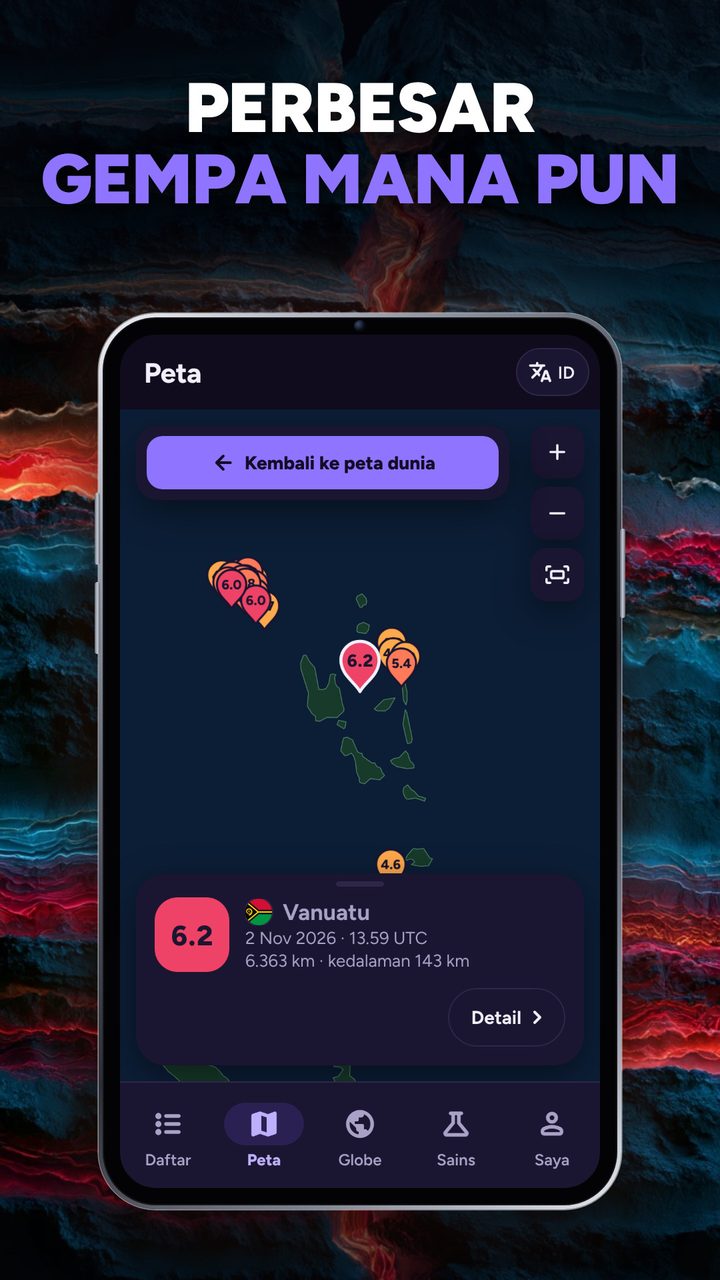 PERBESAR
GEMPA MANA PUN
Peta
ID
Kembali ke peta dunia
6.0
6.0
6.2
5.4
4.6
6.2
Vanuatu
2 Nov 2026 · 13.59 UTC
6.363 km · kedalaman 143 km
Detail
Daftar
Peta
Globe
Sains
Saya